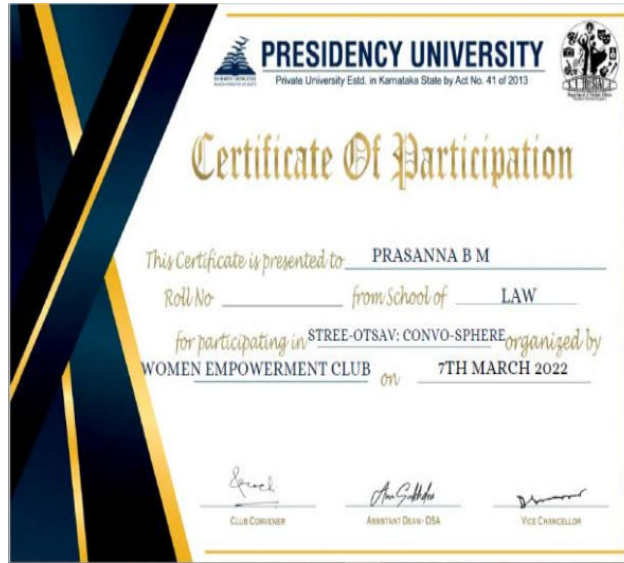 PRESIDENCY UNIVERSITY
Private University Estd. in Karnataka State by Act No. 41 of 2013
Certificate Of Participation
This Certificate is presented to PRASANNA B M
Roll No from School of LAW
for participating in STREE-OTSAV: CONVO-SPHERE organized by
WOMEN EMPOWERMENT CLUB on 7TH MARCH 2022
CLUB CONVENER ASSISTANT DEAN - DSA VICE CHANCELLOR